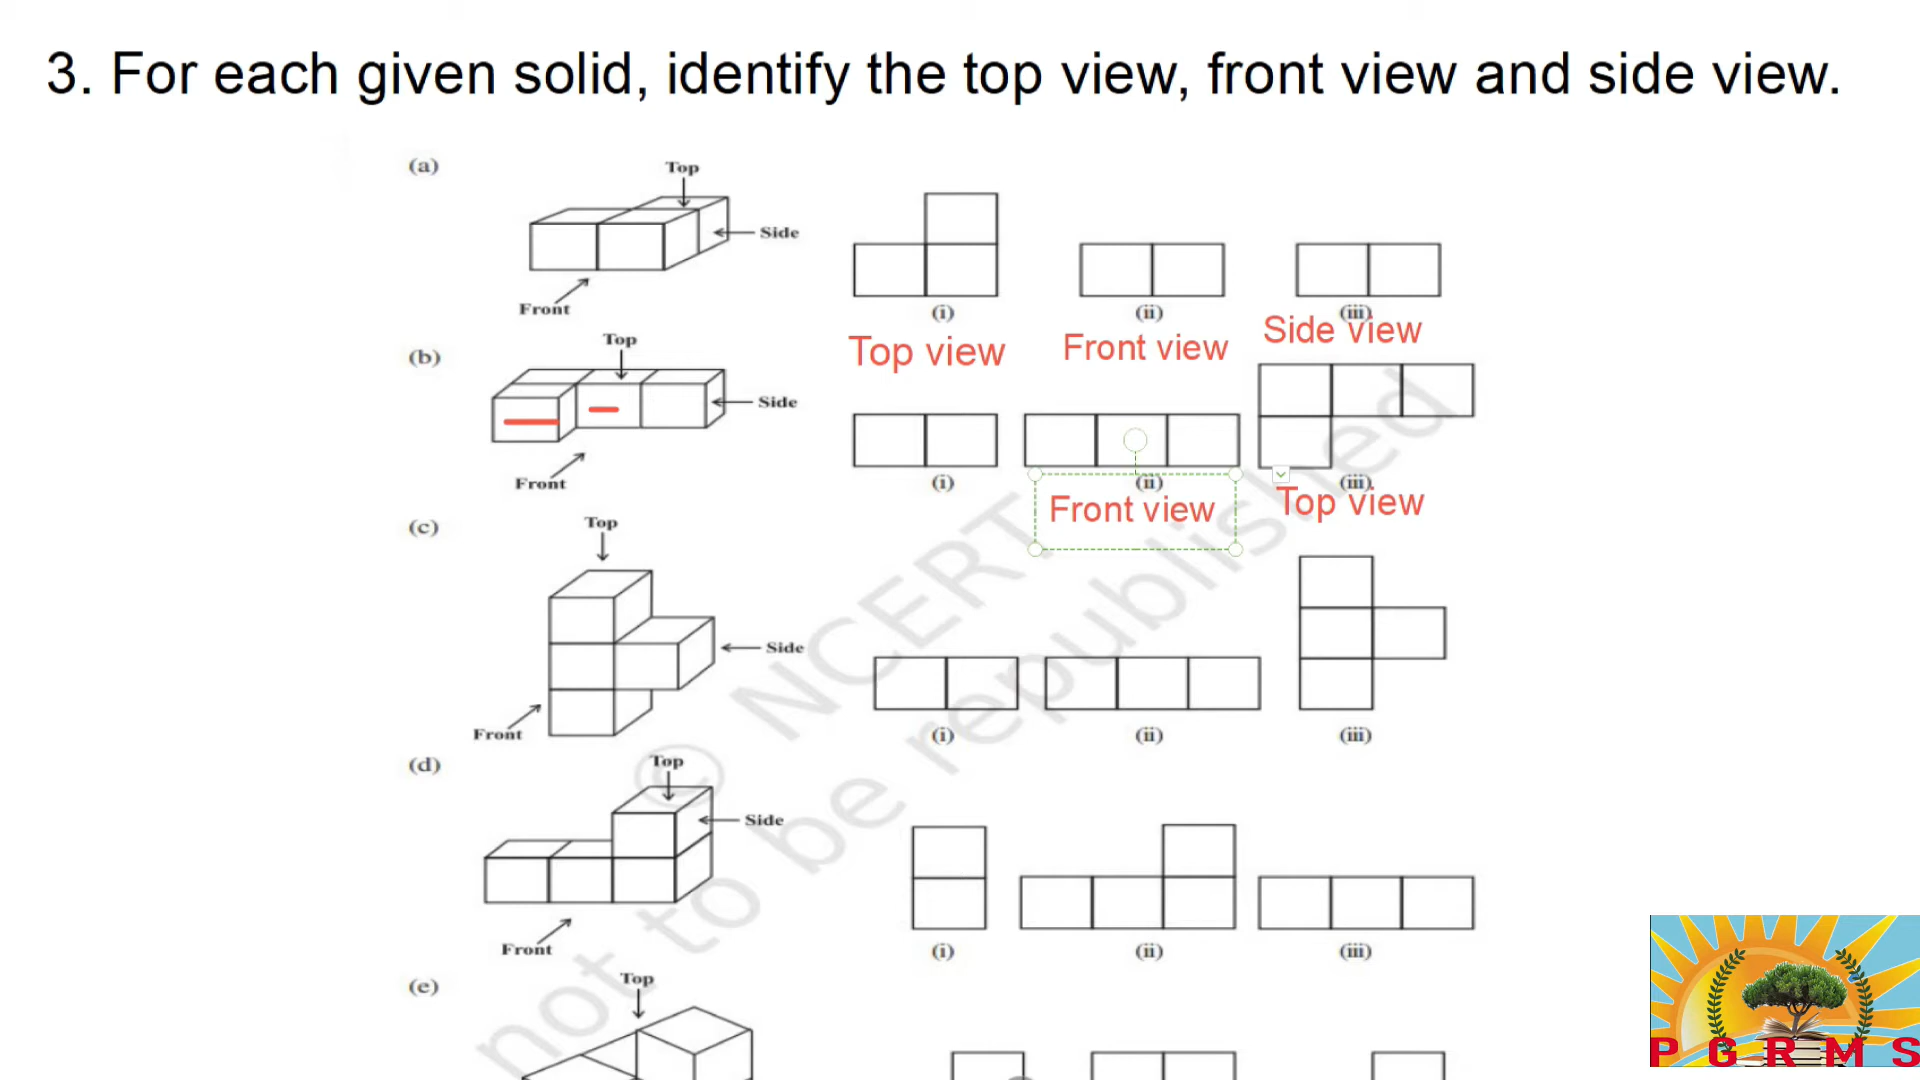 3. For each given solid, identify the top view, front view and side view.
(a)
Top
Side
Front
(i)
(ii)
(iii)
Top view
Front view
Side view
(b)
Top
Side
Front
(i)
(ii)
(iii)
Front view
Top view
(c)
Top
Side
Front
(i)
(ii)
(iii)
(d)
Top
Side
Front
(i)
(ii)
(iii)
(e)
Top
© NCERT
not to be republished
P G R M S